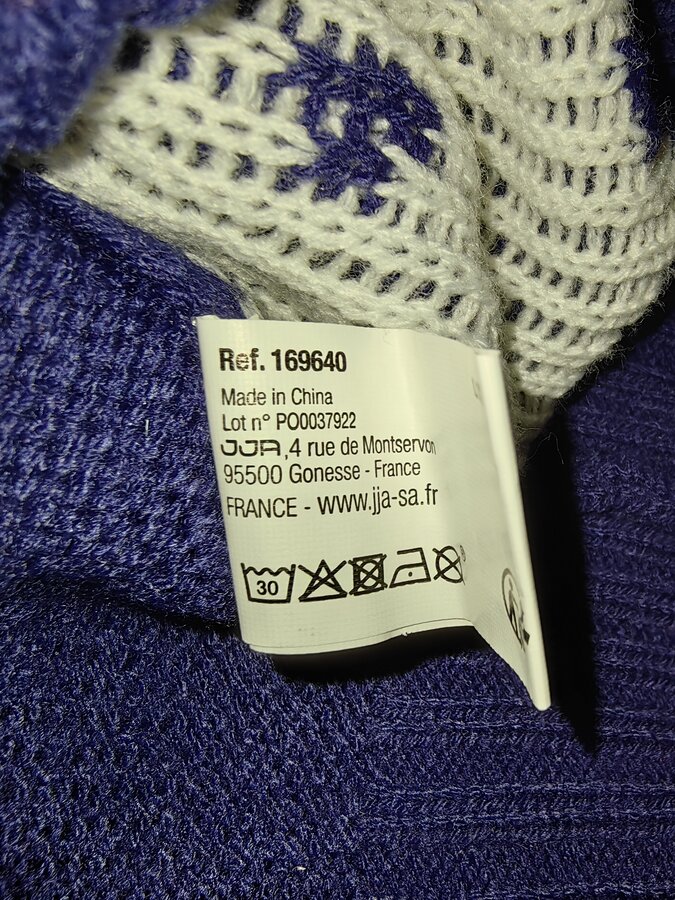 Ref. 169640
Made in China
Lot n° PO0037922
JJA,4 rue de Montservon
95500 Gonesse - France
FRANCE - www.jja-sa.fr
30